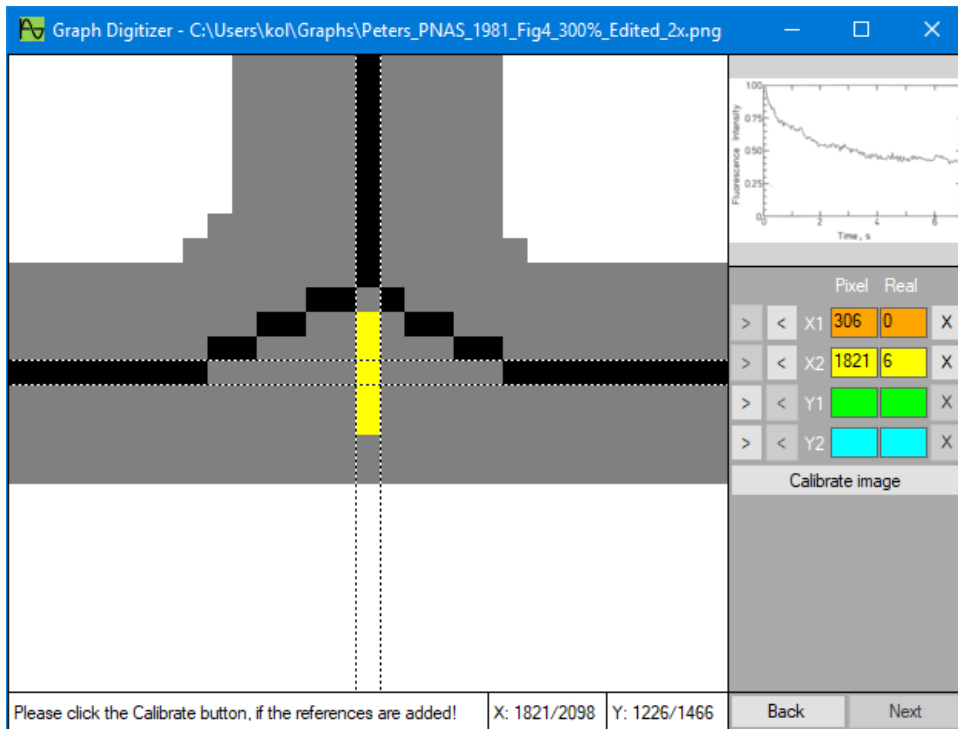 Graph Digitizer - C:\Users\kol\Graphs\Peters_PNAS_1981_Fig4_300%_Edited_2x.png
1.00
0.75
0.50
0.25
0
Fluorescence Intensity
0 2 4 6
Time, s
Pixel Real
> < X1 306 0 X
> < X2 1821 6 X
> < Y1 X
> < Y2 X
Calibrate image
Please click the Calibrate button, if the references are added! X: 1821/2098 Y: 1226/1466 Back Next